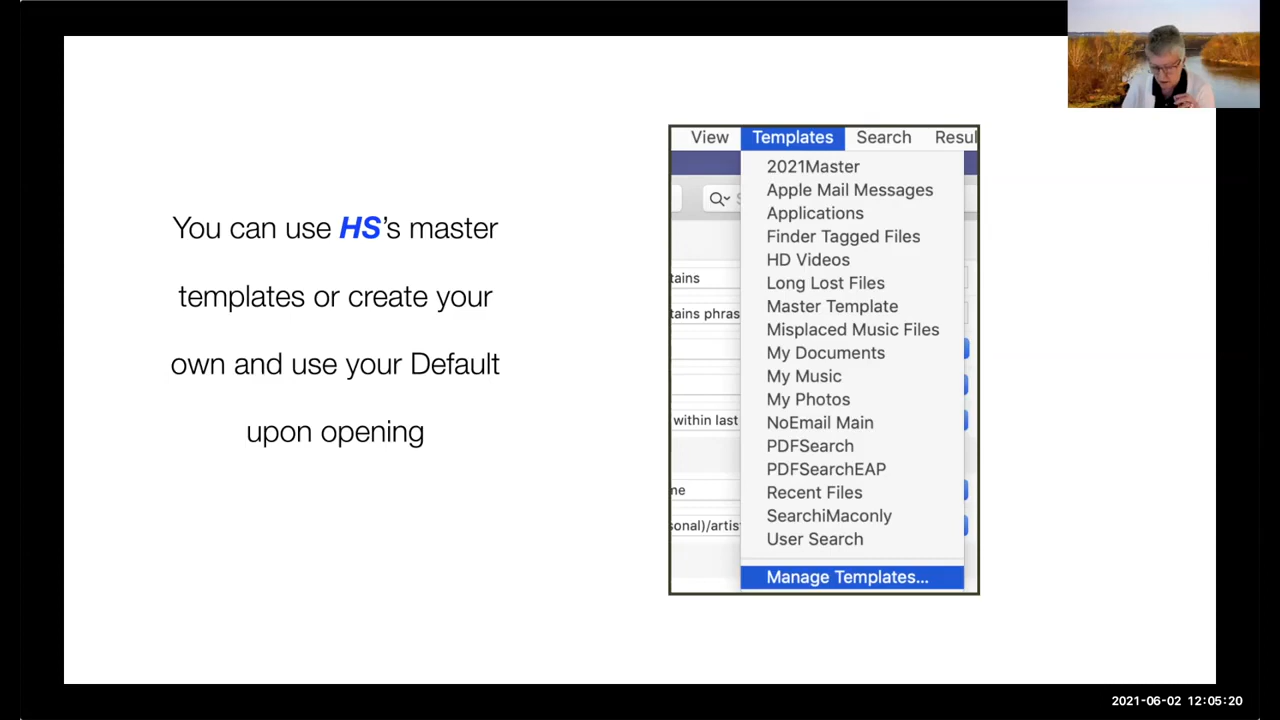 You can use HS's master
templates or create your
own and use your Default
upon opening
View Templates Search Resul
2021Master
Apple Mail Messages
Applications
Finder Tagged Files
HD Videos
Long Lost Files
Master Template
Misplaced Music Files
My Documents
My Music
My Photos
NoEmail Main
PDFSearch
PDFSearchEAP
Recent Files
SearchiMaconly
User Search
Manage Templates...
tains
tains phras
within last
me
sonal)/artis
2021-06-02 12:05:20